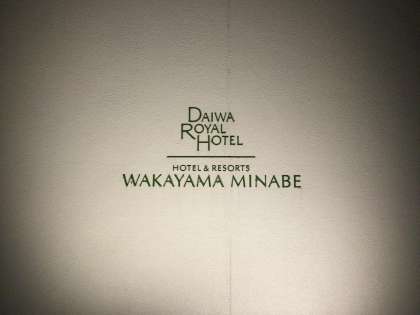 DAIWA
ROYAL
HOTEL
HOTEL & RESORTS
WAKAYAMA MINABE